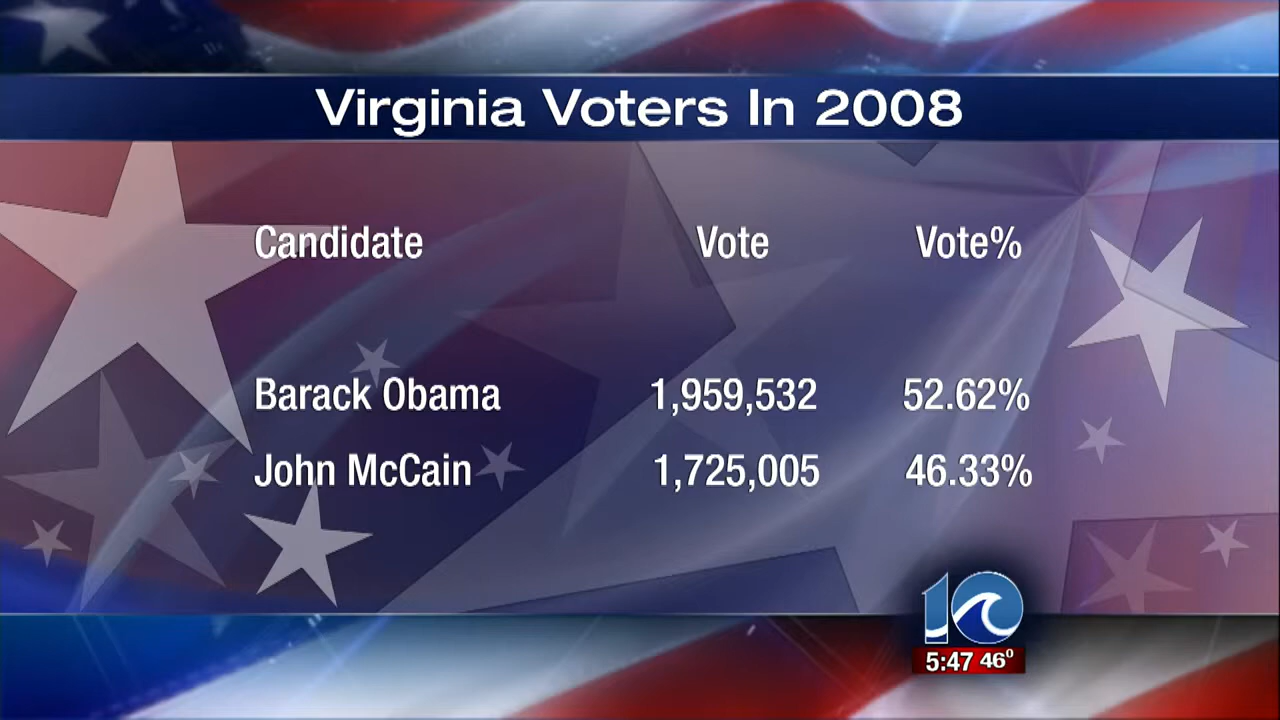 Virginia Voters In 2008
Candidate Vote Vote%
Barack Obama 1,959,532 52.62%
John McCain 1,725,005 46.33%
10
5:47 46°